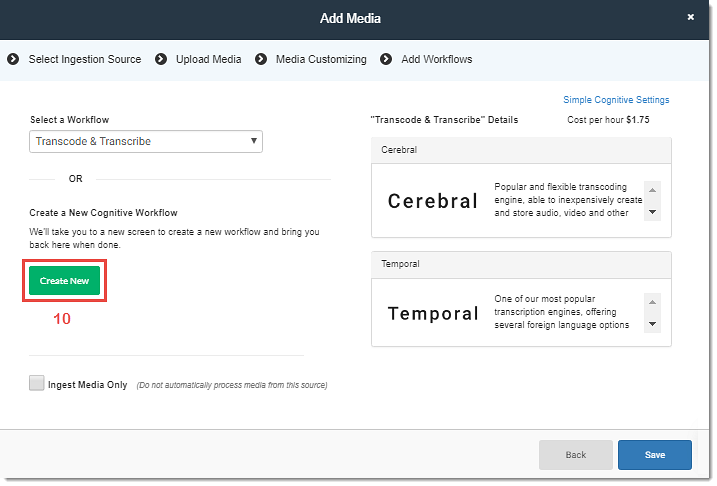 Add Media
×
Select Ingestion Source Upload Media Media Customizing Add Workflows
Simple Cognitive Settings
Select a Workflow
Transcode & Transcribe
OR
Create a New Cognitive Workflow
We'll take you to a new screen to create a new workflow and bring you
back here when done.
Create New
10
Ingest Media Only (Do not automatically process media from this source)
"Transcode & Transcribe" Details Cost per hour $1.75
Cerebral
Cerebral
Popular and flexible transcoding
engine, able to inexpensively create
and store audio, video and other
Temporal
Temporal
One of our most popular
transcription engines, offering
several foreign language options
Back
Save